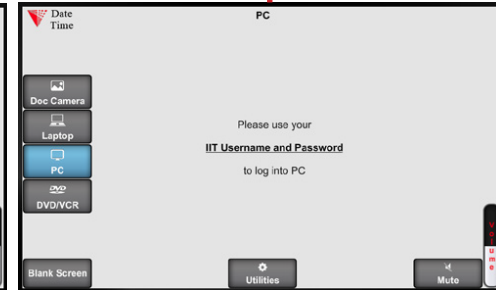 Date
Time
PC
Doc Camera
Laptop
PC
DVD
DVD/VCR
Please use your
IIT Username and Password
to log into PC
Blank Screen
Utilities
Mute
Volume